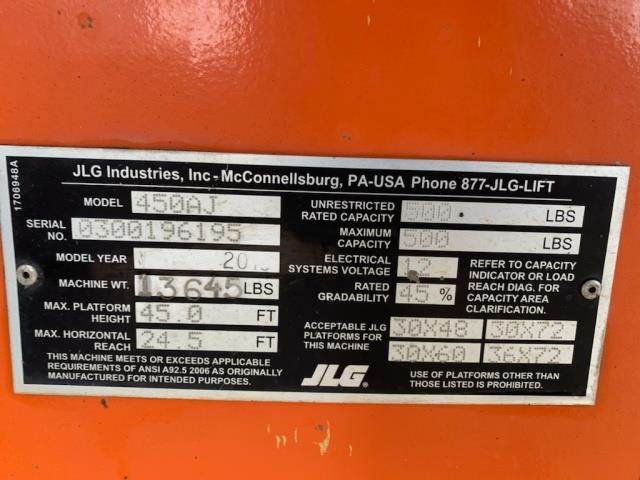 1706948A
JLG Industries, Inc - McConnellsburg, PA-USA Phone 877-JLG-LIFT
MODEL 450AJ
SERIAL NO. 0300196195
MODEL YEAR
MACHINE WT. 13645 LBS
MAX. PLATFORM HEIGHT 45.0 FT
MAX. HORIZONTAL REACH 24.5 FT
THIS MACHINE MEETS OR EXCEEDS APPLICABLE
REQUIREMENTS OF ANSI A92.5 2006 AS ORIGINALLY
MANUFACTURED FOR INTENDED PURPOSES.
UNRESTRICTED RATED CAPACITY LBS
MAXIMUM CAPACITY 500 LBS
ELECTRICAL SYSTEMS VOLTAGE 12
RATED GRADABILITY 45 %
REFER TO CAPACITY
INDICATOR OR LOAD
REACH DIAG. FOR
CAPACITY AREA
CLARIFICATION.
ACCEPTABLE JLG
PLATFORMS FOR
THIS MACHINE
30X48 30X72
30X60 36X72
JLG®
USE OF PLATFORMS OTHER THAN
THOSE LISTED IS PROHIBITED.